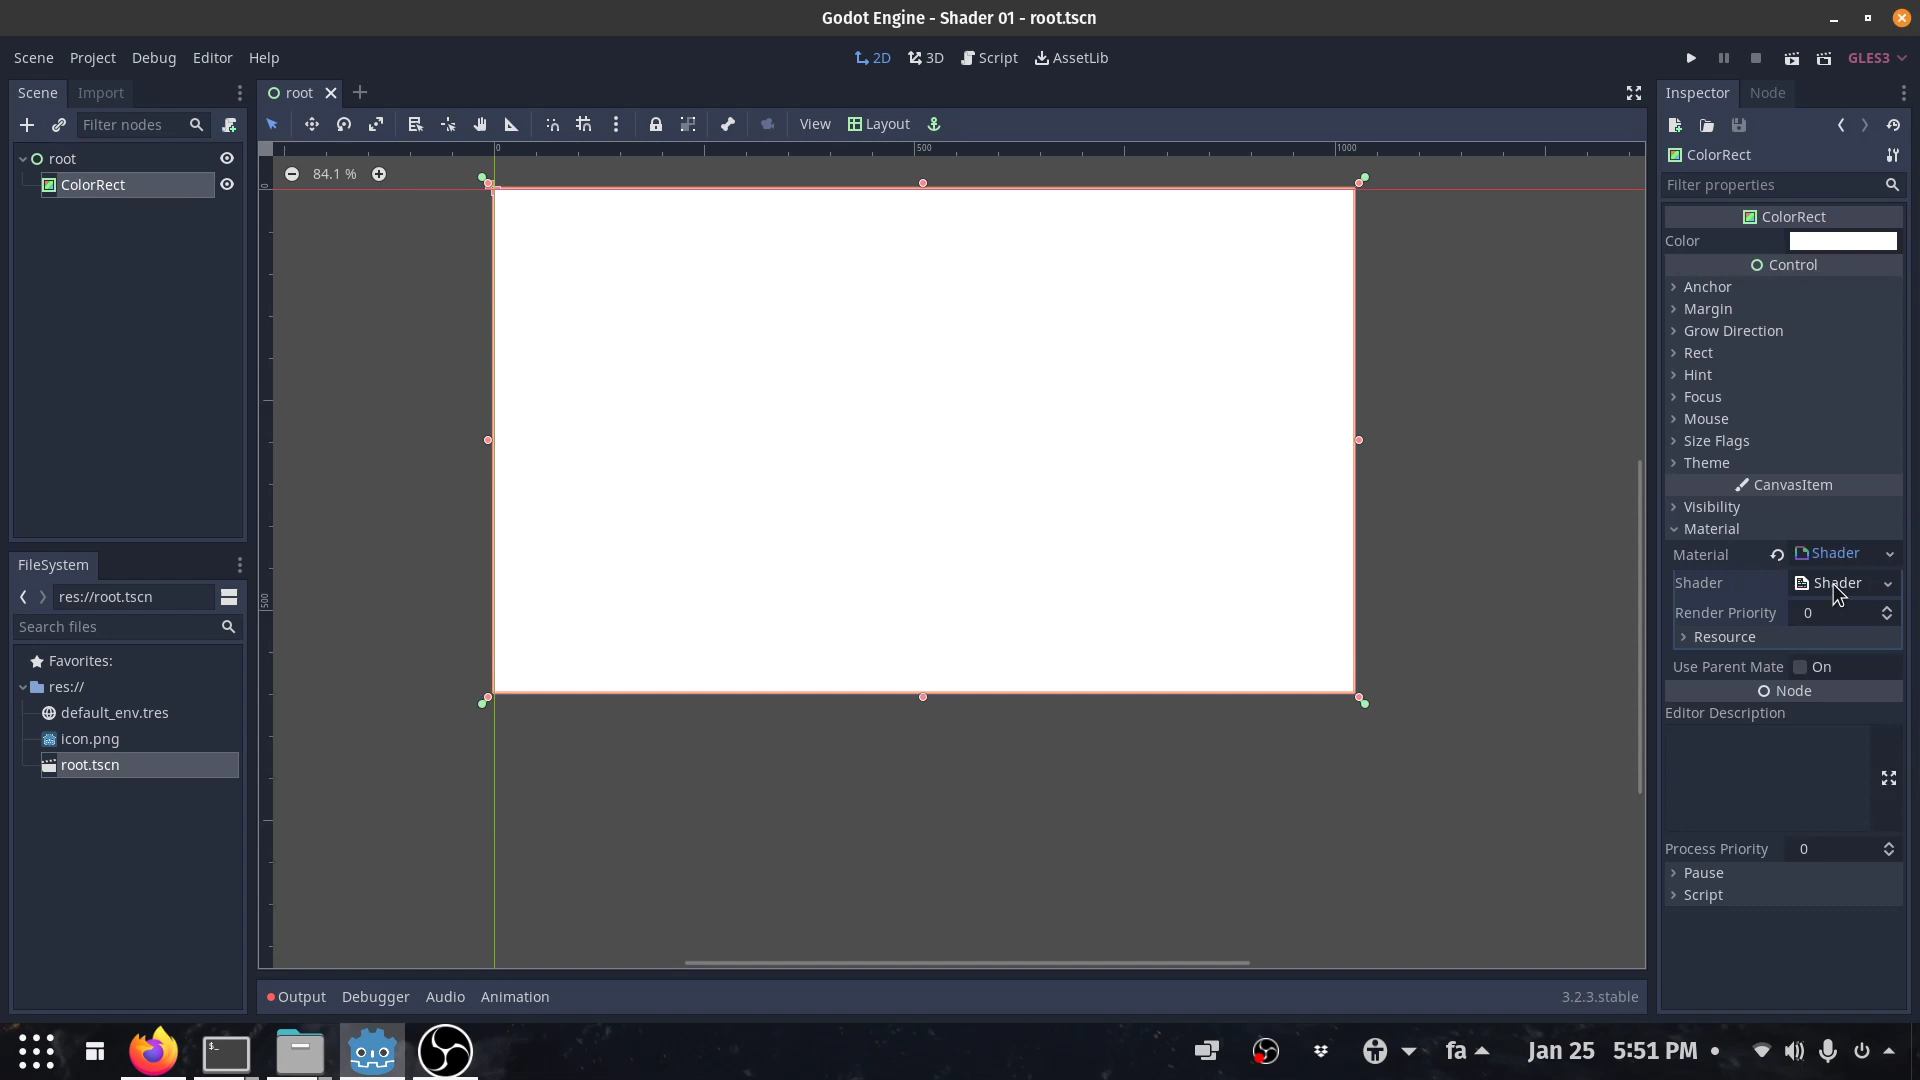 Godot Engine - Shader 01 - root.tscn
Scene Project Debug Editor Help
2D 3D Script AssetLib
GLES3
Scene Import
Filter nodes
root
ColorRect
root
View Layout
84.1 %
0 500 1000
0
500
FileSystem
res://root.tscn
Search files
Favorites:
res://
default_env.tres
icon.png
root.tscn
Output Debugger Audio Animation
3.2.3.stable
Inspector Node
ColorRect
Filter properties
ColorRect
Color
Control
Anchor
Margin
Grow Direction
Rect
Hint
Focus
Mouse
Size Flags
Theme
CanvasItem
Visibility
Material
Material Shader
Shader Shader
Render Priority 0
Resource
Use Parent Mate On
Node
Editor Description
Process Priority 0
Pause
Script
fa
Jan 25 5:51 PM